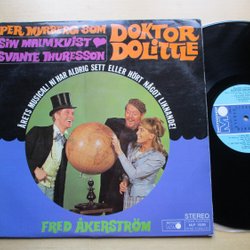 PER MYRBERG SOM
DOKTOR
DOLITTLE
SIW MALMKVIST
SVANTE THURESSON
ÅRETS MUSICAL! NI HAR ALDRIG SETT ELLER HÖRT NÅGOT LIKNANDE!
STEREO
FRED ÅKERSTRÖM